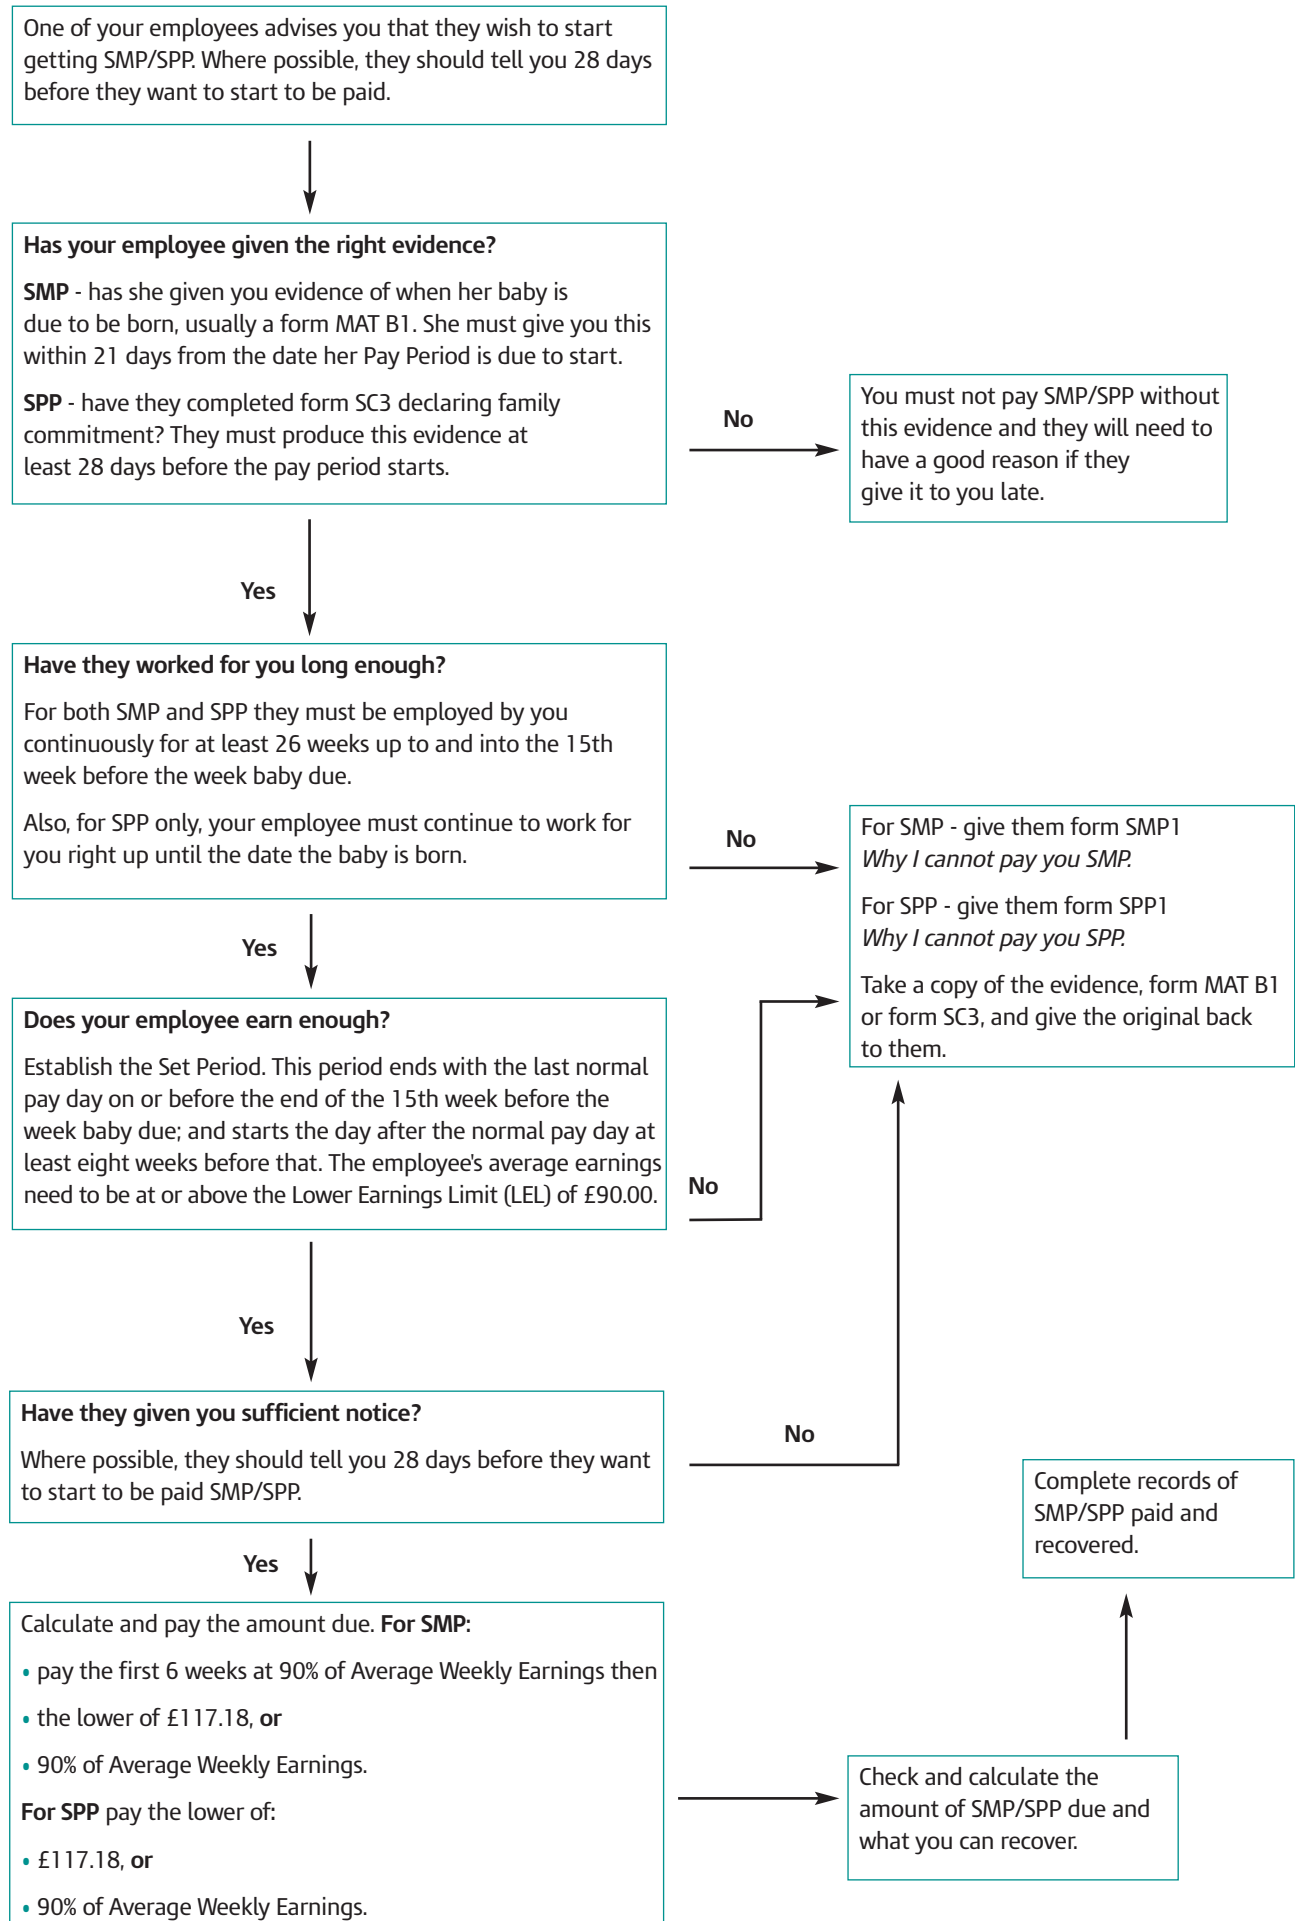 One of your employees advises you that they wish to start
getting SMP/SPP. Where possible, they should tell you 28 days
before they want to start to be paid.
Has your employee given the right evidence?
SMP - has she given you evidence of when her baby is
due to be born, usually a form MAT B1. She must give you this
within 21 days from the date her Pay Period is due to start.
SPP - have they completed form SC3 declaring family
commitment? They must produce this evidence at
least 28 days before the pay period starts.
No
You must not pay SMP/SPP without
this evidence and they will need to
have a good reason if they
give it to you late.
Yes
Have they worked for you long enough?
For both SMP and SPP they must be employed by you
continuously for at least 26 weeks up to and into the 15th
week before the week baby due.
Also, for SPP only, your employee must continue to work for
you right up until the date the baby is born.
No
For SMP - give them form SMP1
Why I cannot pay you SMP.
For SPP - give them form SPP1
Why I cannot pay you SPP.
Take a copy of the evidence, form MAT B1
or form SC3, and give the original back
to them.
Yes
Does your employee earn enough?
Establish the Set Period. This period ends with the last normal
pay day on or before the end of the 15th week before the
week baby due; and starts the day after the normal pay day at
least eight weeks before that. The employee's average earnings
need to be at or above the Lower Earnings Limit (LEL) of £90.00.
No
Yes
Have they given you sufficient notice?
Where possible, they should tell you 28 days before they want
to start to be paid SMP/SPP.
No
Yes
Calculate and pay the amount due. For SMP:
• pay the first 6 weeks at 90% of Average Weekly Earnings then
• the lower of £117.18, or
• 90% of Average Weekly Earnings.
For SPP pay the lower of:
• £117.18, or
• 90% of Average Weekly Earnings.
Check and calculate the
amount of SMP/SPP due and
what you can recover.
Complete records of
SMP/SPP paid and
recovered.